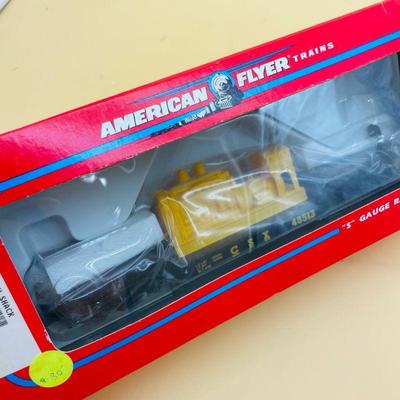 AMERICAN FLYER® TRAINS
CSX 48513
"S" GAUGE
SHACK